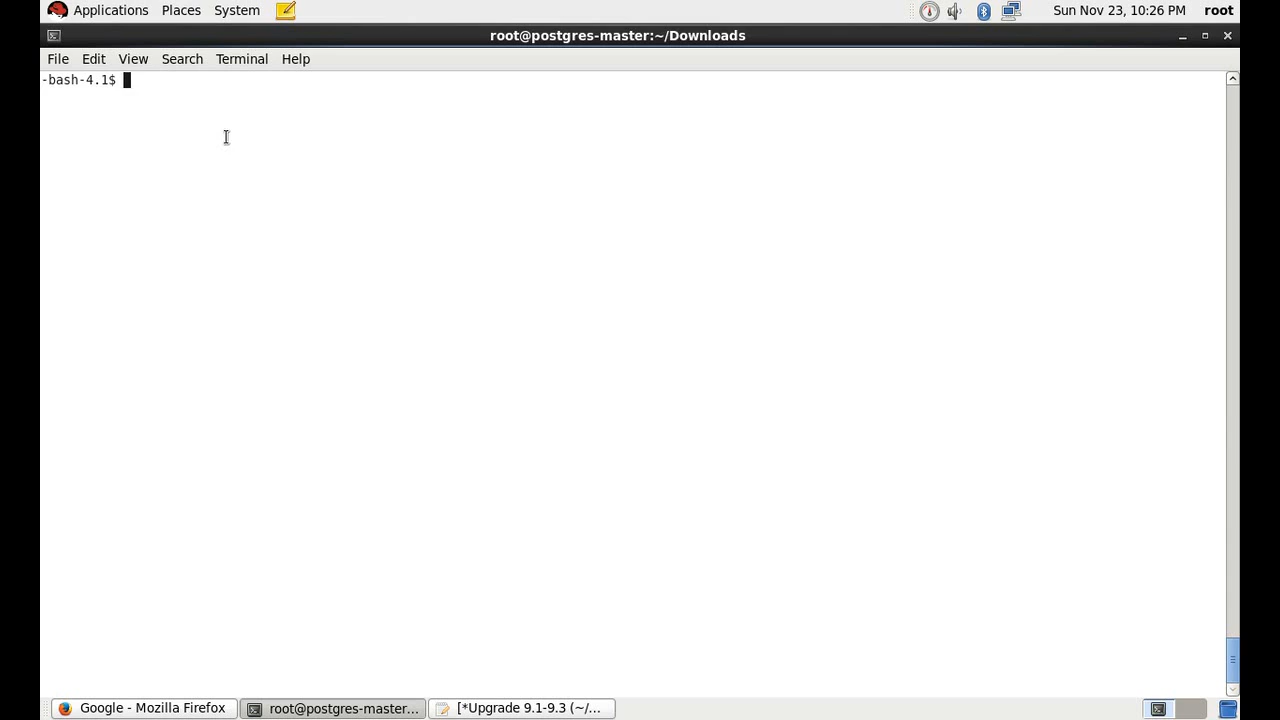 Applications Places System Sun Nov 23, 10:26 PM root
root@postgres-master:~/Downloads
File Edit View Search Terminal Help
-bash-4.1$
Google - Mozilla Firefox root@postgres-master... [*Upgrade 9.1-9.3 (~/...